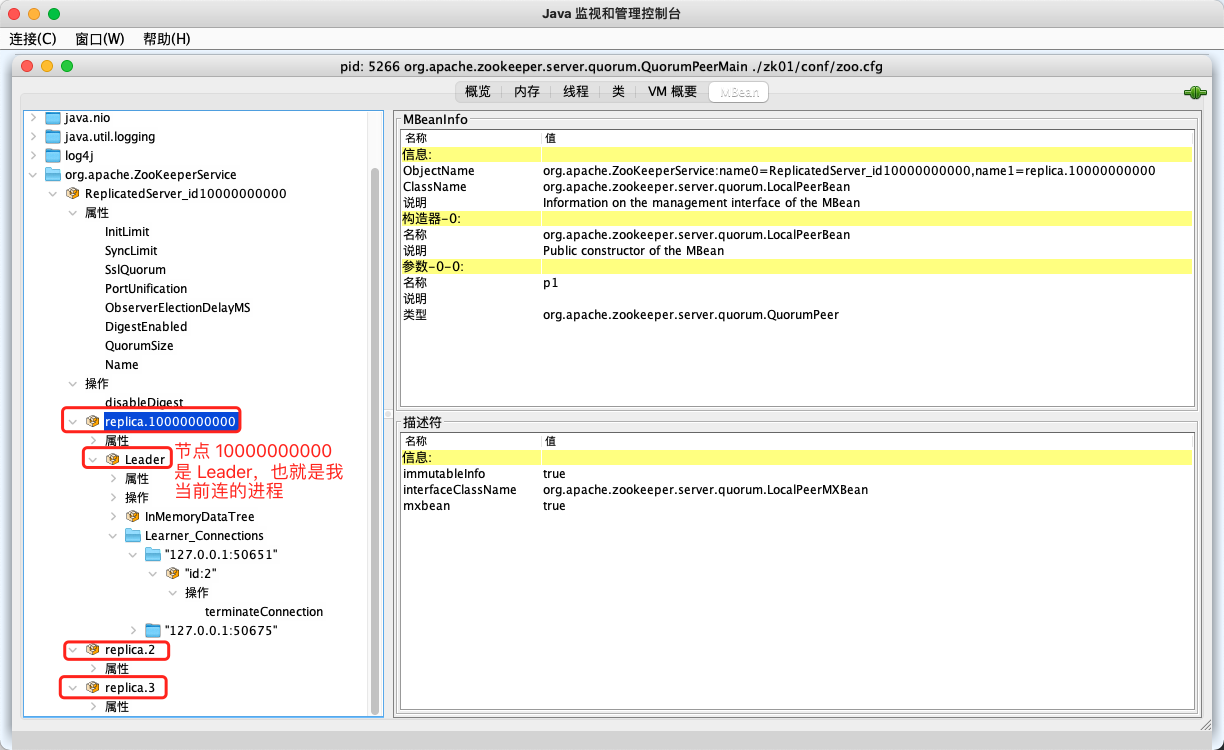 Java 监视和管理控制台
连接(C) 窗口(W) 帮助(H)
pid: 5266 org.apache.zookeeper.server.quorum.QuorumPeerMain ./zk01/conf/zoo.cfg
概览 内存 线程 类 VM 概要 MBean
java.nio
java.util.logging
log4j
org.apache.ZooKeeperService
ReplicatedServer_id10000000000
属性
InitLimit
SyncLimit
SslQuorum
PortUnification
ObserverElectionDelayMS
DigestEnabled
QuorumSize
Name
操作
disableDigest
replica.10000000000
属性
Leader
属性
操作
InMemoryDataTree
Learner_Connections
"127.0.0.1:50651"
"id:2"
操作
terminateConnection
"127.0.0.1:50675"
replica.2
属性
replica.3
属性
节点 10000000000
是 Leader，也就是我
当前连的进程
MBeanInfo
名称 值
信息:
ObjectName org.apache.ZooKeeperService:name0=ReplicatedServer_id10000000000,name1=replica.10000000000
ClassName org.apache.zookeeper.server.quorum.LocalPeerBean
说明 Information on the management interface of the MBean
构造器-0:
名称 org.apache.zookeeper.server.quorum.LocalPeerBean
说明 Public constructor of the MBean
参数-0-0:
名称 p1
说明
类型 org.apache.zookeeper.server.quorum.QuorumPeer
描述符
名称 值
信息:
immutableInfo true
interfaceClassName org.apache.zookeeper.server.quorum.LocalPeerMXBean
mxbean true